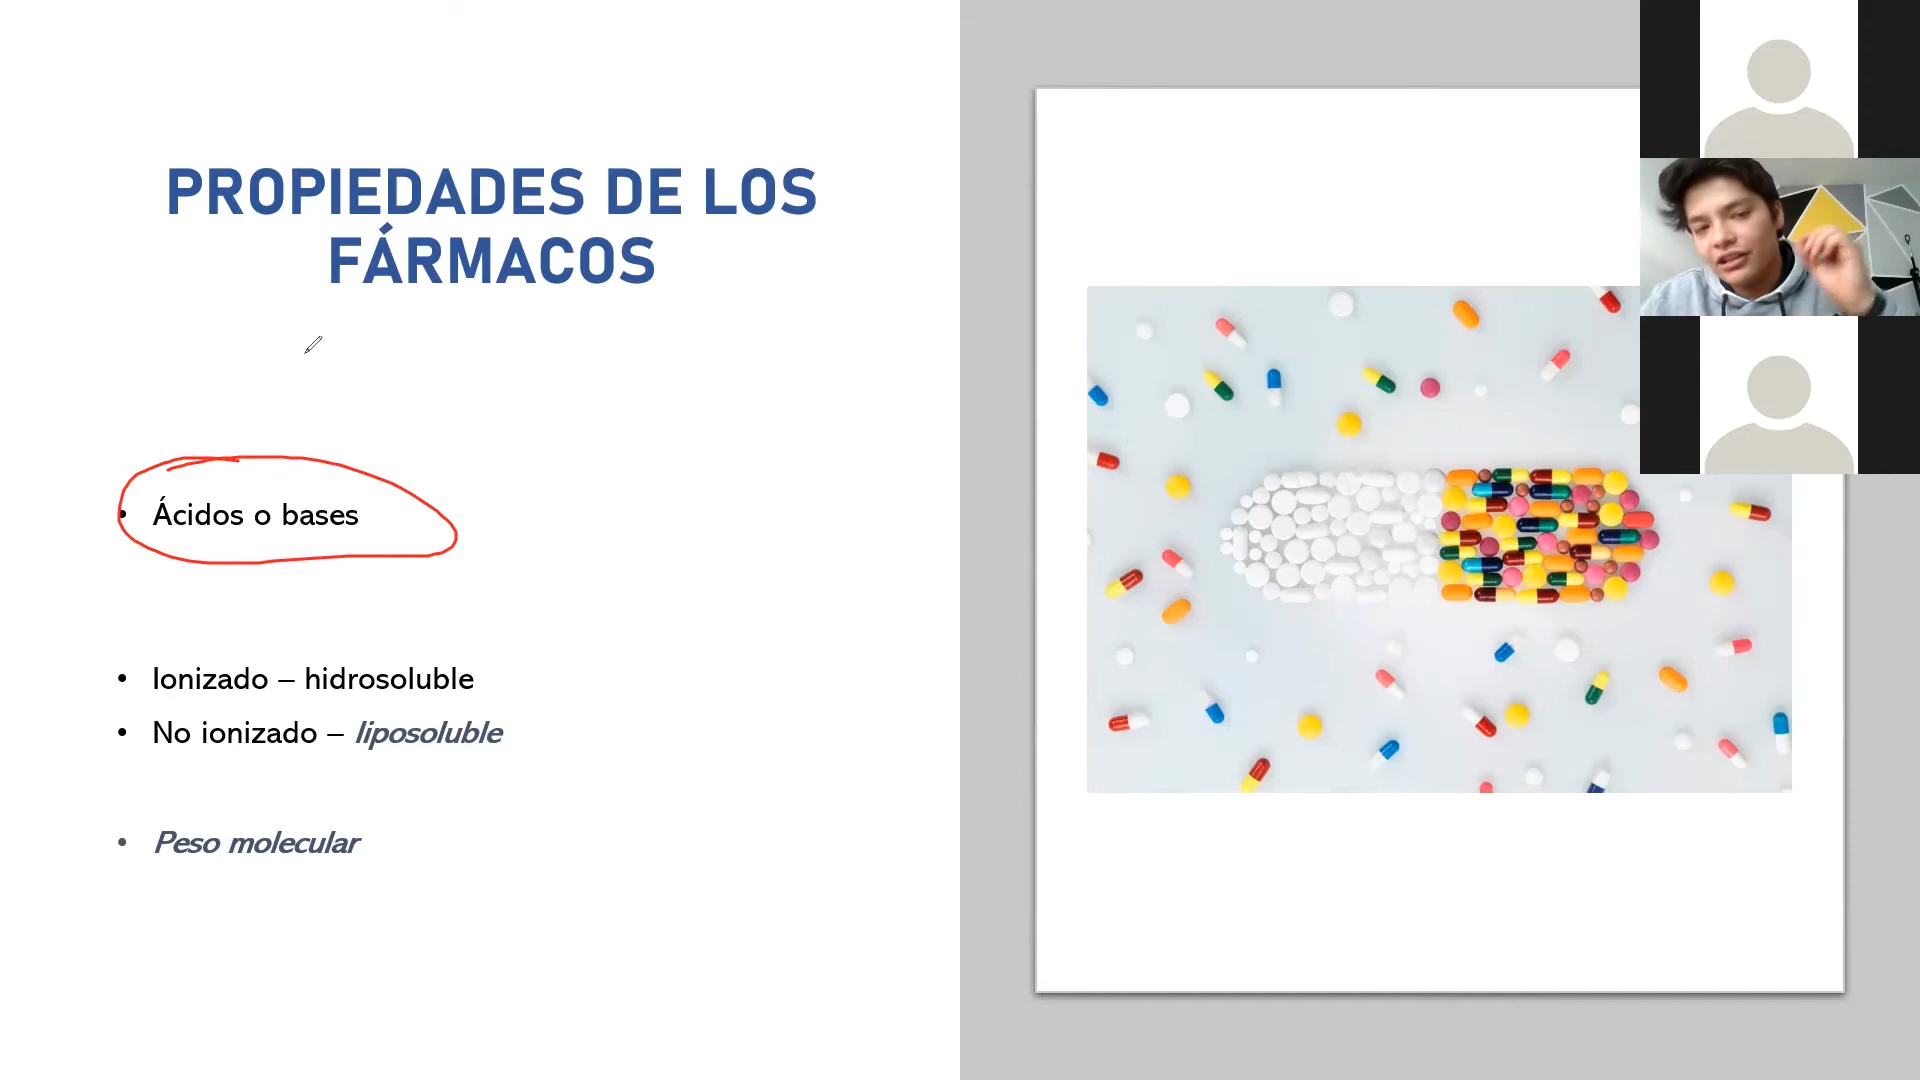 PROPIEDADES DE LOS
FÁRMACOS
• Ácidos o bases
• Ionizado – hidrosoluble
• No ionizado – liposoluble
• Peso molecular